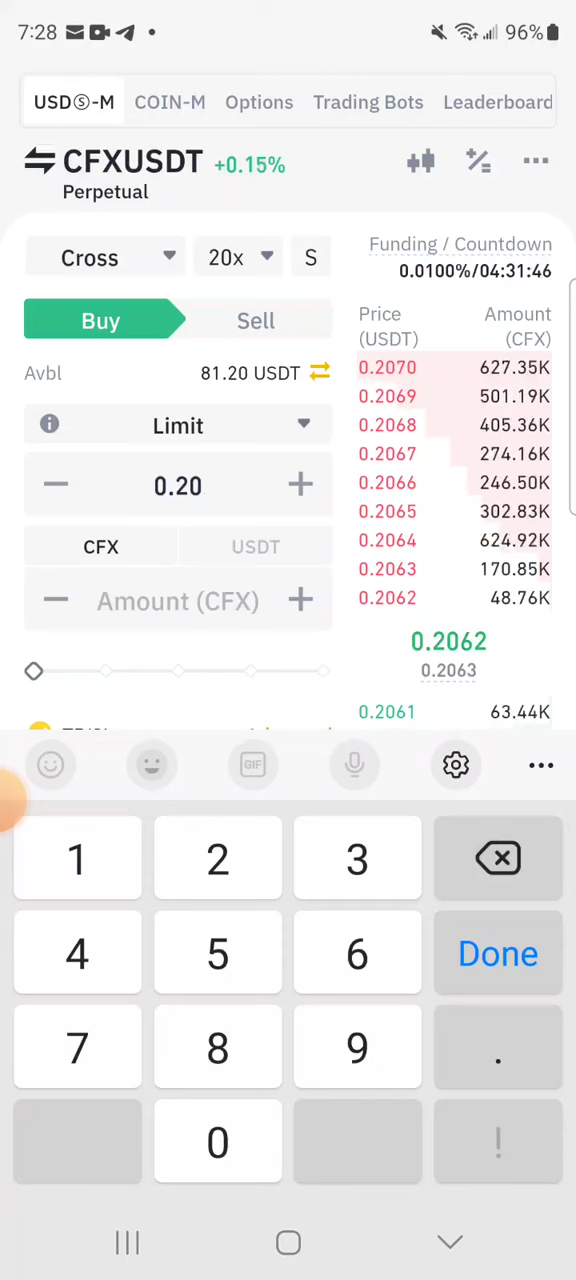 7:28 96%
USDⓈ-M COIN-M Options Trading Bots Leaderboard
CFXUSDT +0.15%
Perpetual
Funding / Countdown
0.0100%/04:31:46
Cross 20x S
Buy Sell
Avbl 81.20 USDT
Limit
0.20
CFX USDT
Amount (CFX)
Price Amount
(USDT) (CFX)
0.2070 627.35K
0.2069 501.19K
0.2068 405.36K
0.2067 274.16K
0.2066 246.50K
0.2065 302.83K
0.2064 624.92K
0.2063 170.85K
0.2062 48.76K
0.2062
0.2063
0.2061 63.44K
GIF
1 2 3
4 5 6 Done
7 8 9 .
0 !